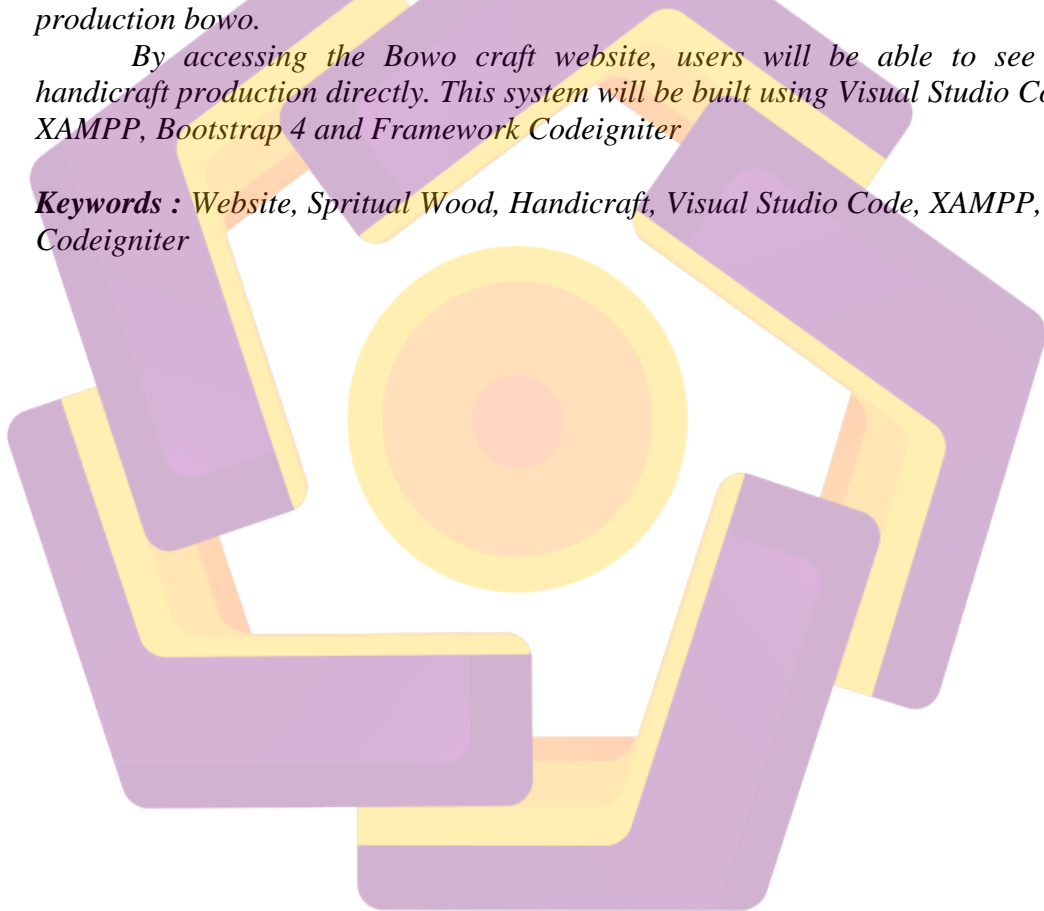 production bowo.
By accessing the Bowo craft website, users will be able to see
handicraft production directly. This system will be built using Visual Studio
XAMPP, Bootstrap 4 and Framework Codeigniter
Keywords : Website, Spritual Wood, Handicraft, Visual Studio Code, XAMPP,
Codeigniter